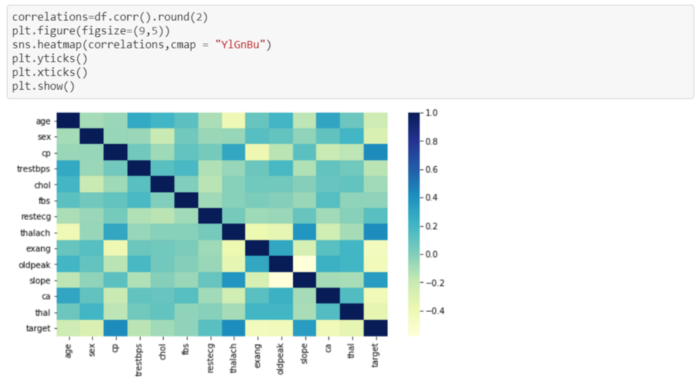 correlations=df.corr().round(2)
plt.figure(figsize=(9,5))
sns.heatmap(correlations,cmap = "YlGnBu")
plt.yticks()
plt.xticks()
plt.show()
age
sex
cp
trestbps
chol
fbs
restecg
thalach
exang
oldpeak
slope
ca
thal
target
age sex cp trestbps chol fbs restecg thalach exang oldpeak slope ca thal target
1.0
0.8
0.6
0.4
0.2
0.0
−0.2
−0.4